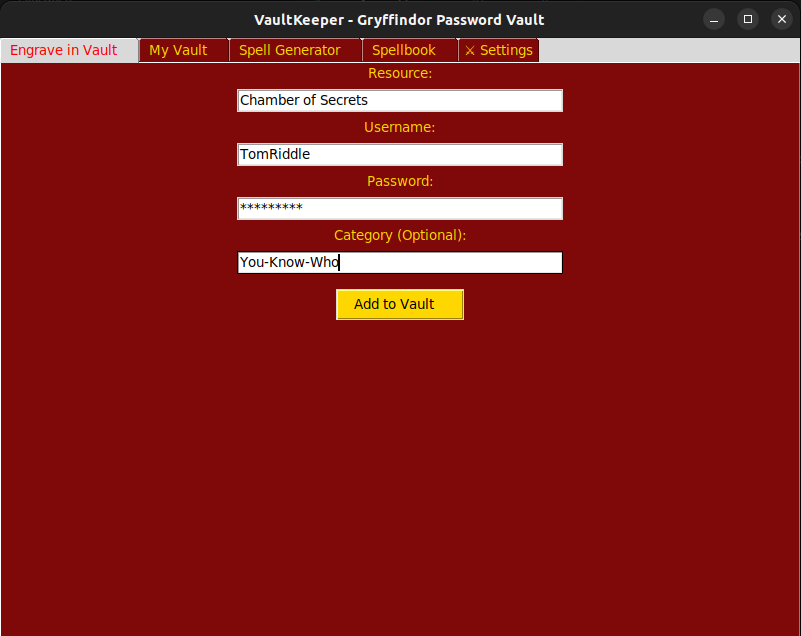 VaultKeeper - Gryffindor Password Vault
Engrave in Vault My Vault Spell Generator Spellbook ⚔ Settings
Resource:
Chamber of Secrets
Username:
TomRiddle
Password:
*********
Category (Optional):
You-Know-Who
Add to Vault